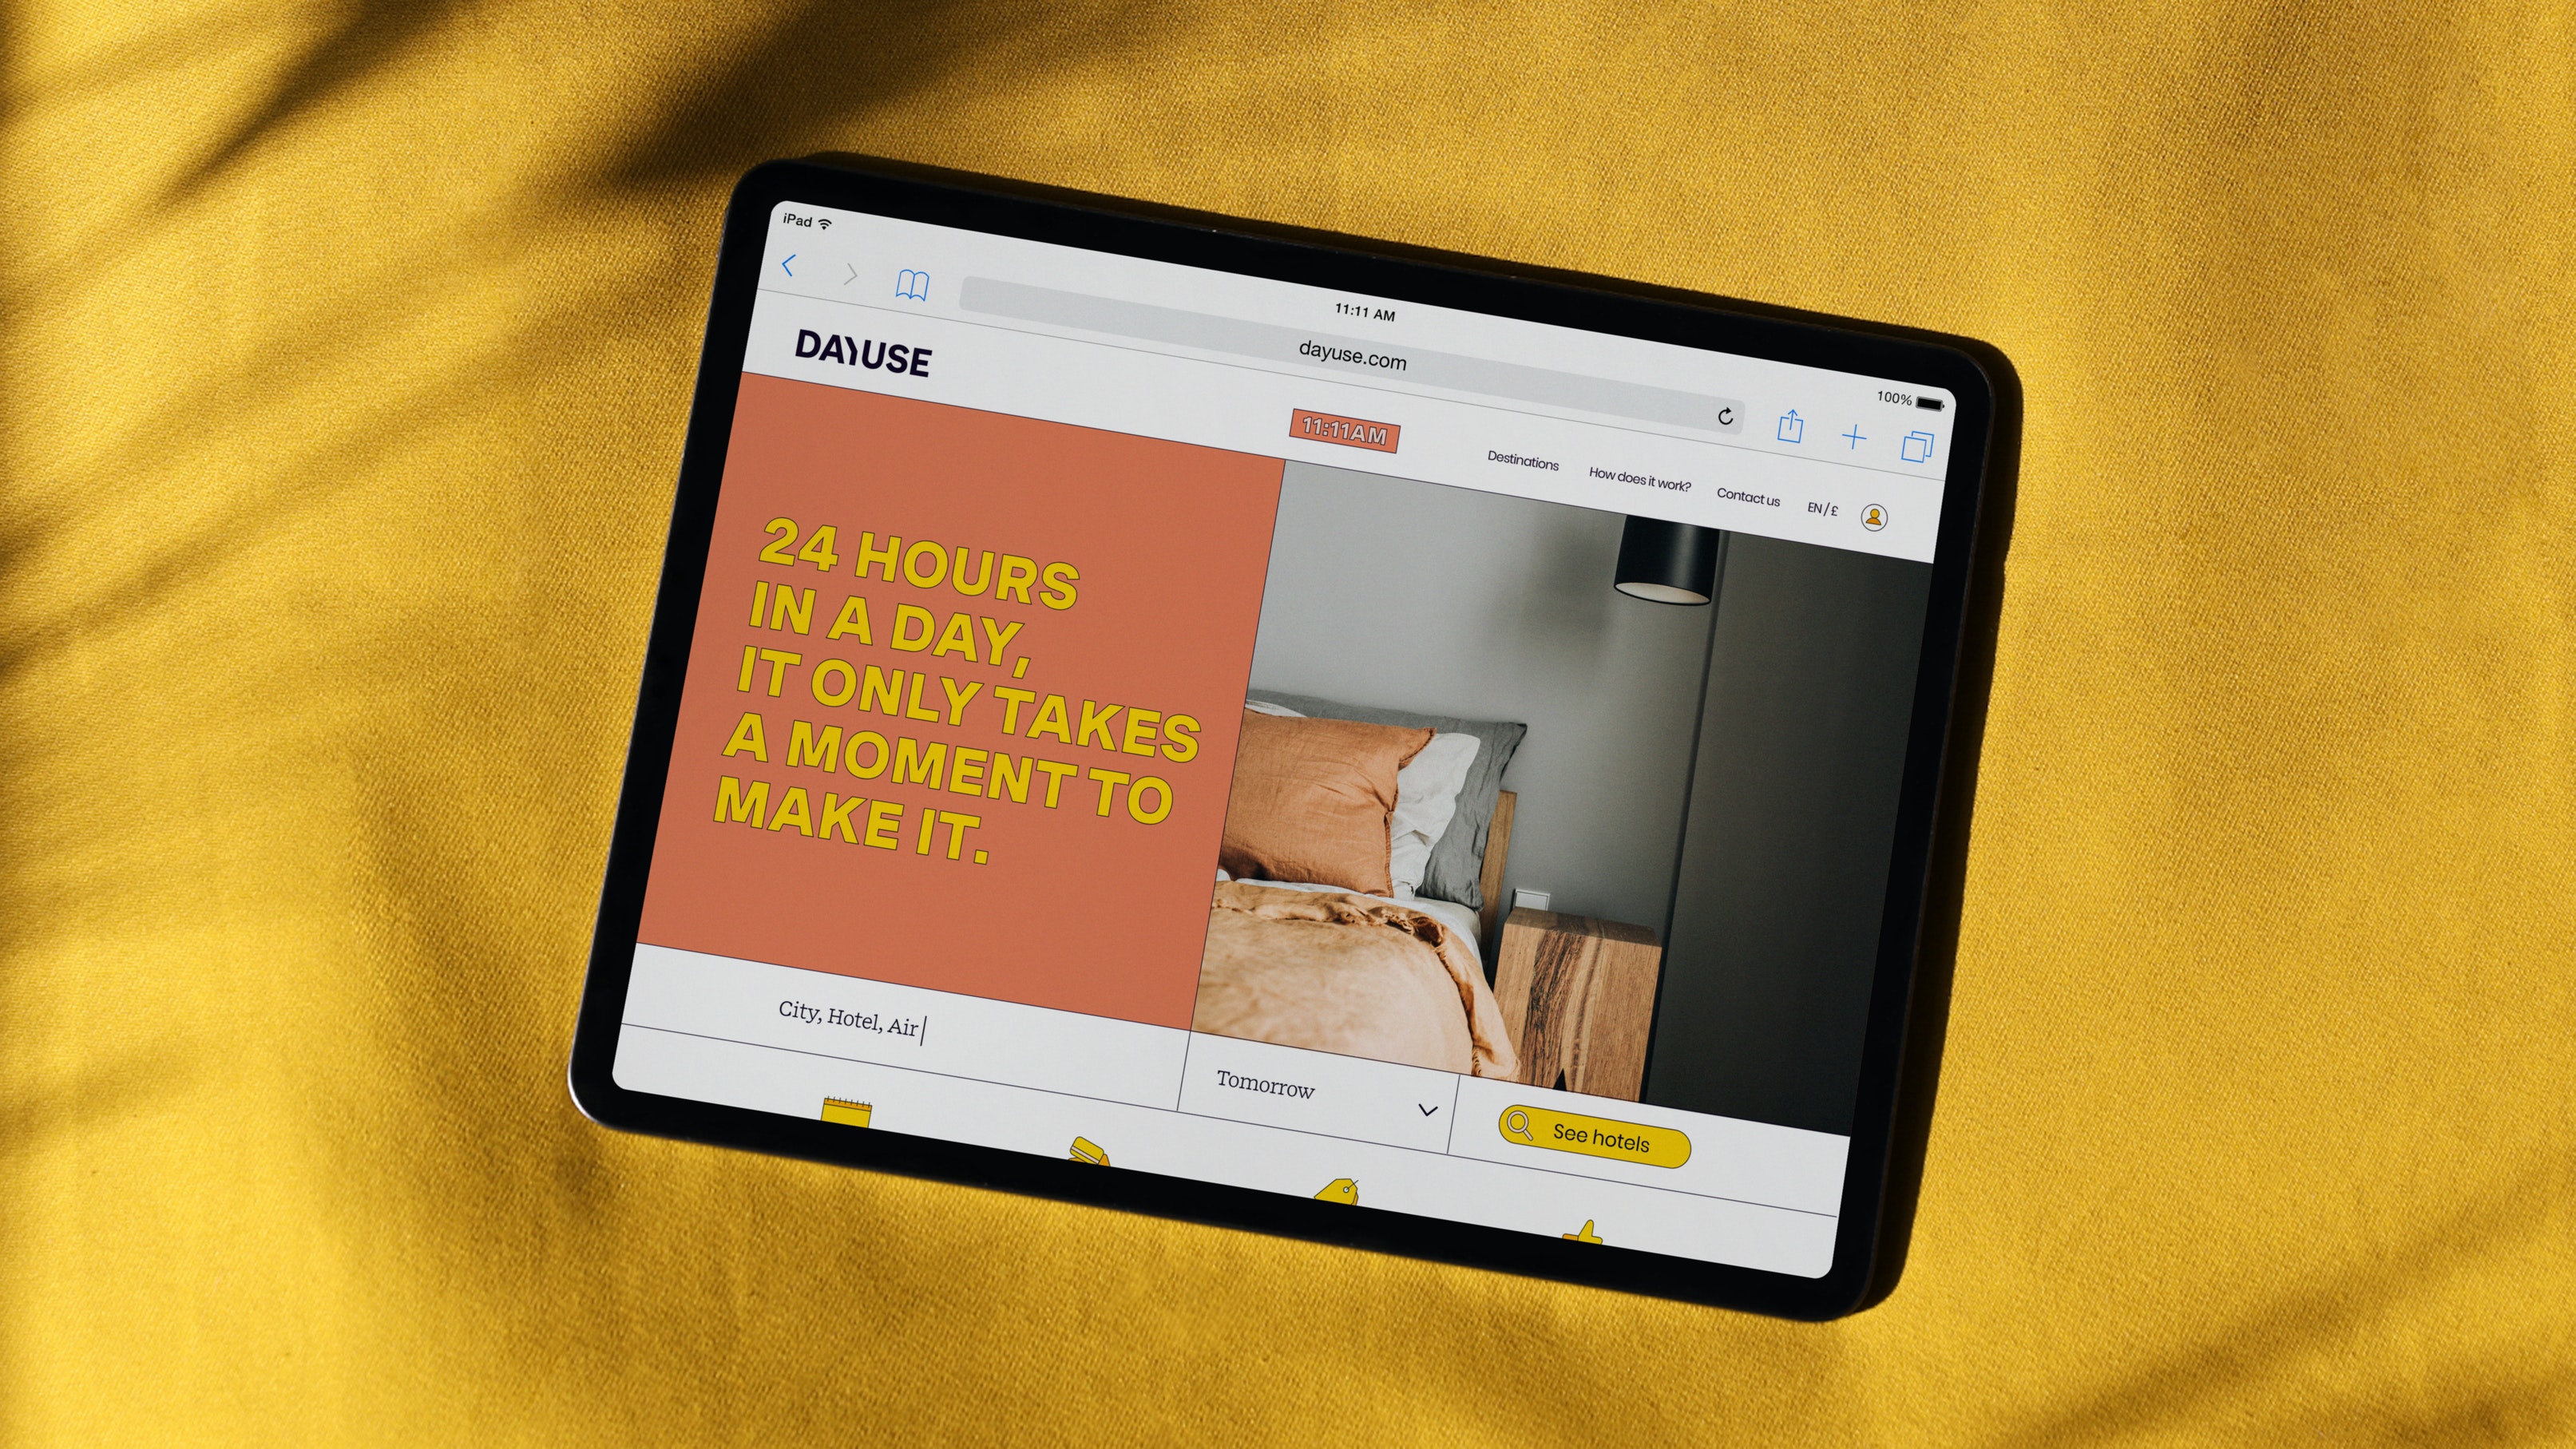 iPad
11:11 AM
100%
dayuse.com
DAYUSE
11:11AM
Destinations
How does it work?
Contact us
EN / £
24 HOURS
IN A DAY,
IT ONLY TAKES
A MOMENT TO
MAKE IT.
City, Hotel, Air
Tomorrow
See hotels